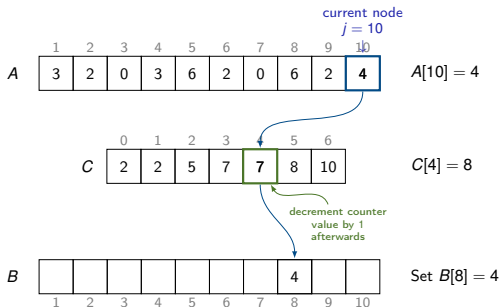 current node
j = 10
1 2 3 4 5 6 7 8 9 10
A 3 2 0 3 6 2 0 6 2 4 A[10] = 4
0 1 2 3 4 5 6
C 2 2 5 7 7 8 10 C[4] = 8
decrement counter
value by 1
afterwards
B 4 Set B[8] = 4
1 2 3 4 5 6 7 8 9 10